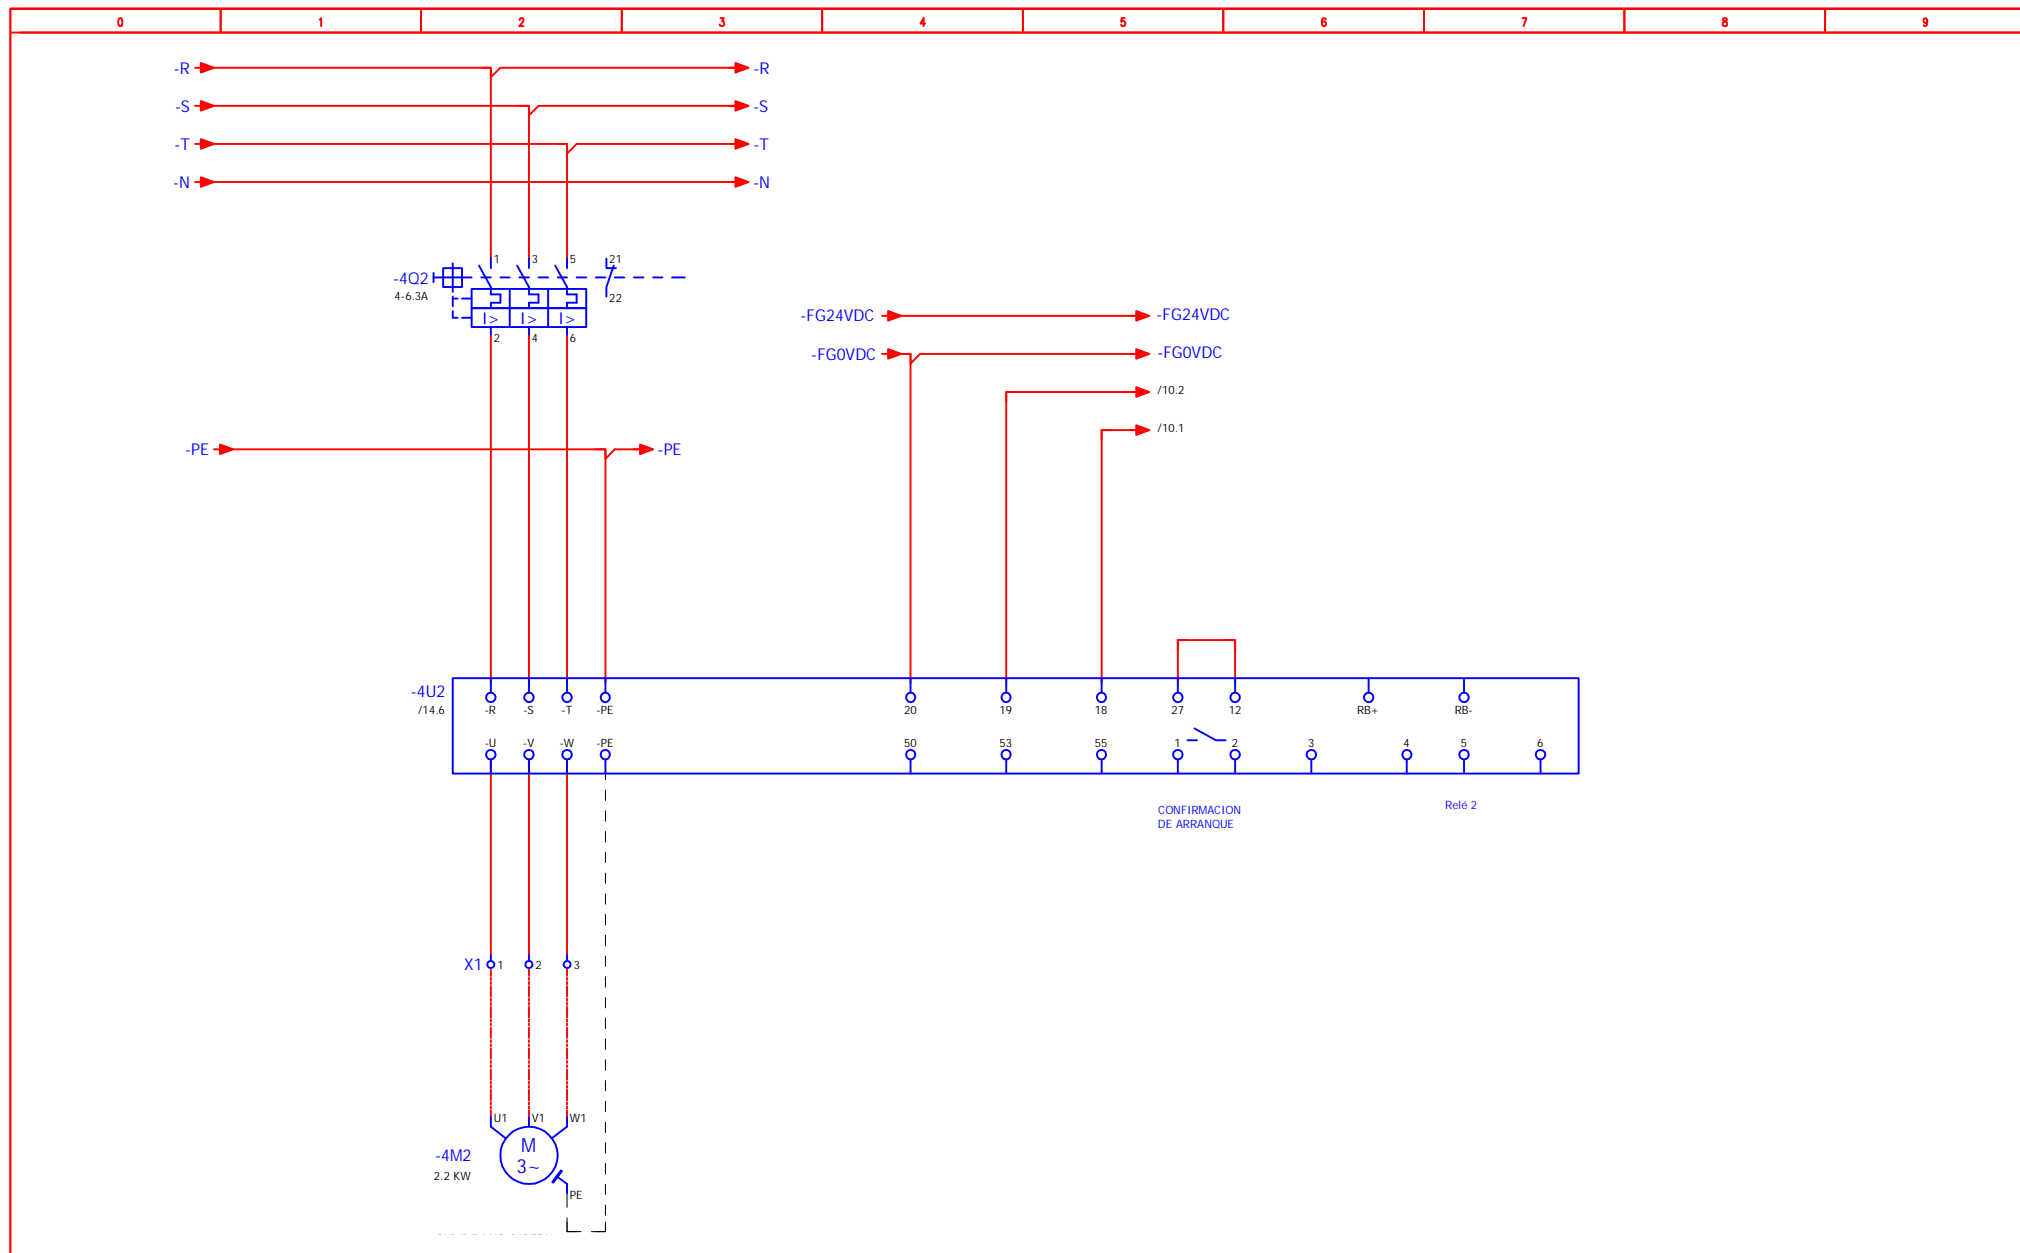 0 1 2 3 4 5 6 7 8 9
-R -R
-S -S
-T -T
-N -N
1 3 5 21
-4Q2
4-6.3A
22
I> I> I>
2 4 6
-FG24VDC -FG24VDC
-FG0VDC -FG0VDC
/10.2
/10.1
-PE -PE
-4U2
/14.6
-R -S -T -PE 20 19 18 27 12 RB+ RB-
-U -V -W -PE 50 53 55 1 2 3 4 5 6
CONFIRMACION
DE ARRANQUE
Relé 2
X1 1 2 3
U1 V1 W1
M
3~
-4M2
2.2 KW
PE